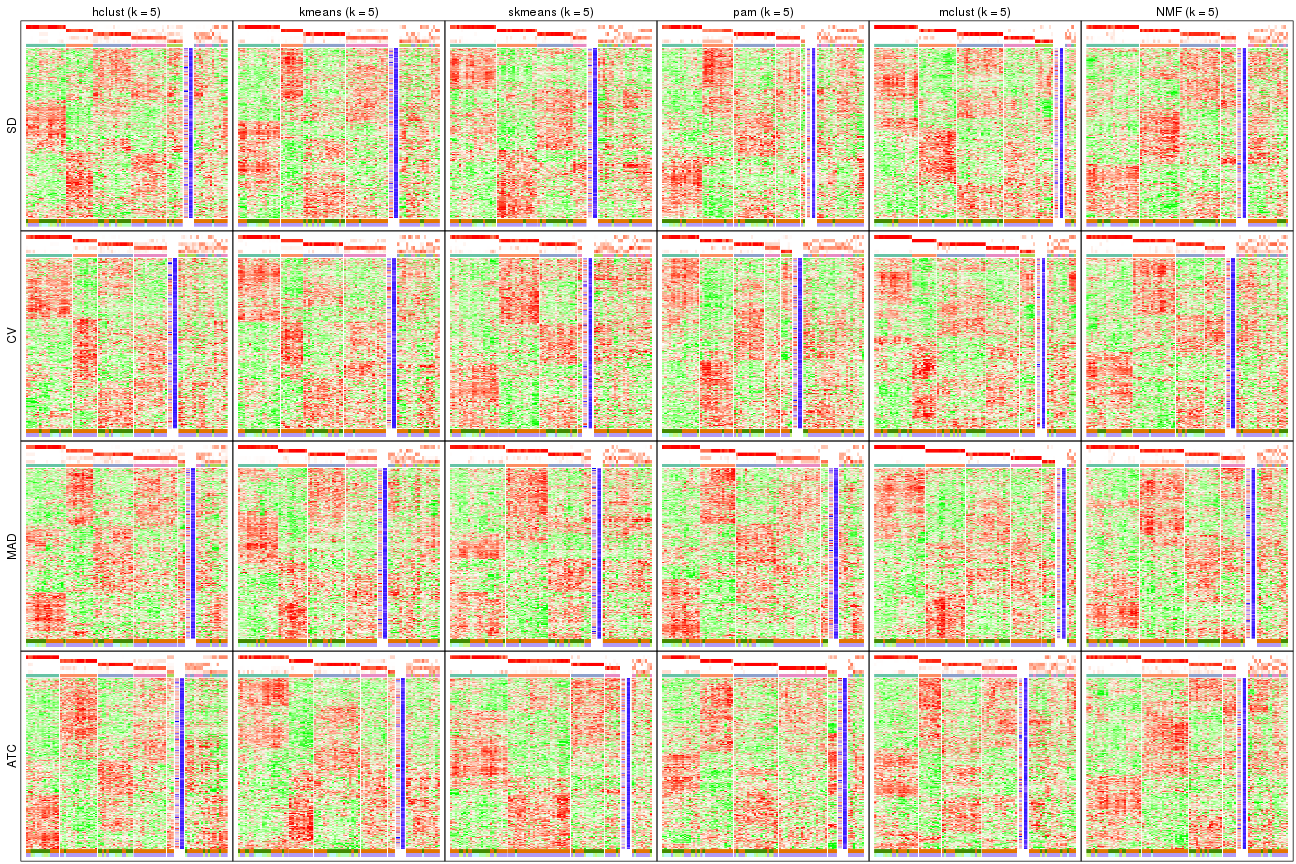 hclust (k = 5) kmeans (k = 5) skmeans (k = 5) pam (k = 5) mclust (k = 5) NMF (k = 5)
SD
CV
MAD
ATC